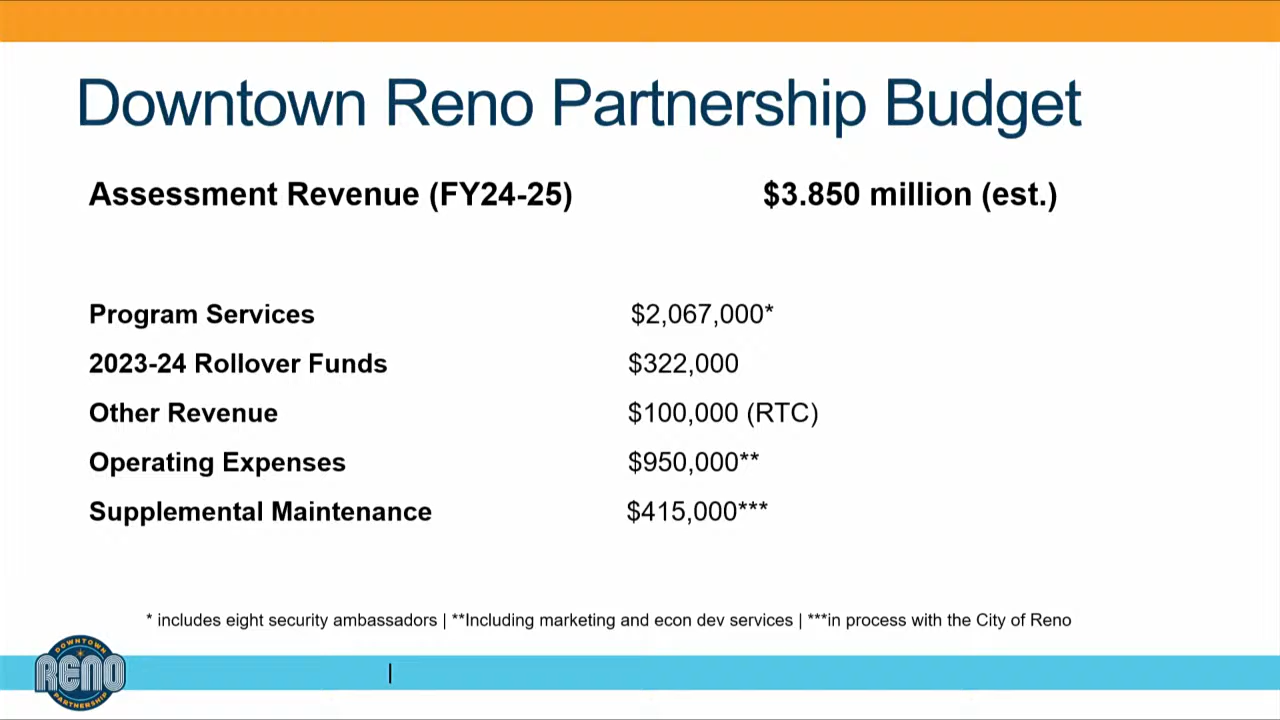 Downtown Reno Partnership Budget
Assessment Revenue (FY24-25) $3.850 million (est.)
Program Services $2,067,000*
2023-24 Rollover Funds $322,000
Other Revenue $100,000 (RTC)
Operating Expenses $950,000**
Supplemental Maintenance $415,000***
* includes eight security ambassadors | **Including marketing and econ dev services | ***in process with the City of Reno
DOWNTOWN
RENO
PARTNERSHIP
|